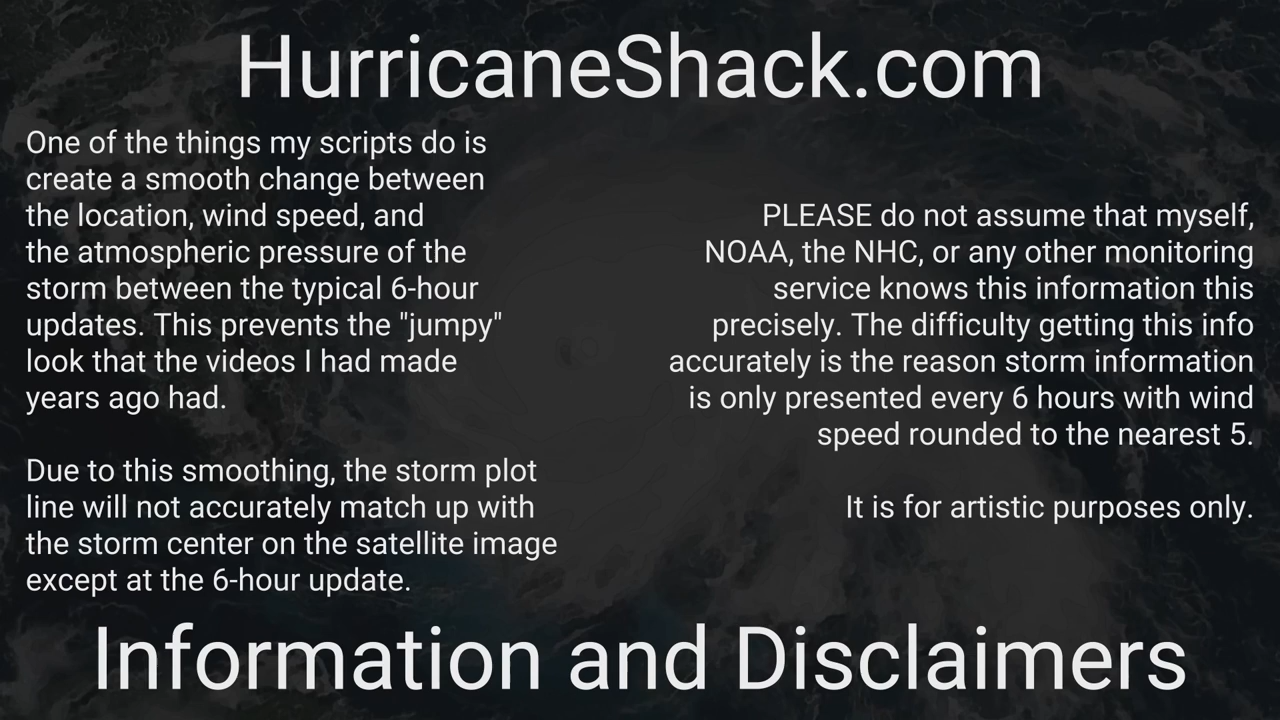 HurricaneShack.com
One of the things my scripts do is
create a smooth change between
the location, wind speed, and
the atmospheric pressure of the
storm between the typical 6-hour
updates. This prevents the "jumpy"
look that the videos I had made
years ago had.
Due to this smoothing, the storm plot
line will not accurately match up with
the storm center on the satellite image
except at the 6-hour update.
PLEASE do not assume that myself,
NOAA, the NHC, or any other monitoring
service knows this information this
precisely. The difficulty getting this info
accurately is the reason storm information
is only presented every 6 hours with wind
speed rounded to the nearest 5.
It is for artistic purposes only.
Information and Disclaimers